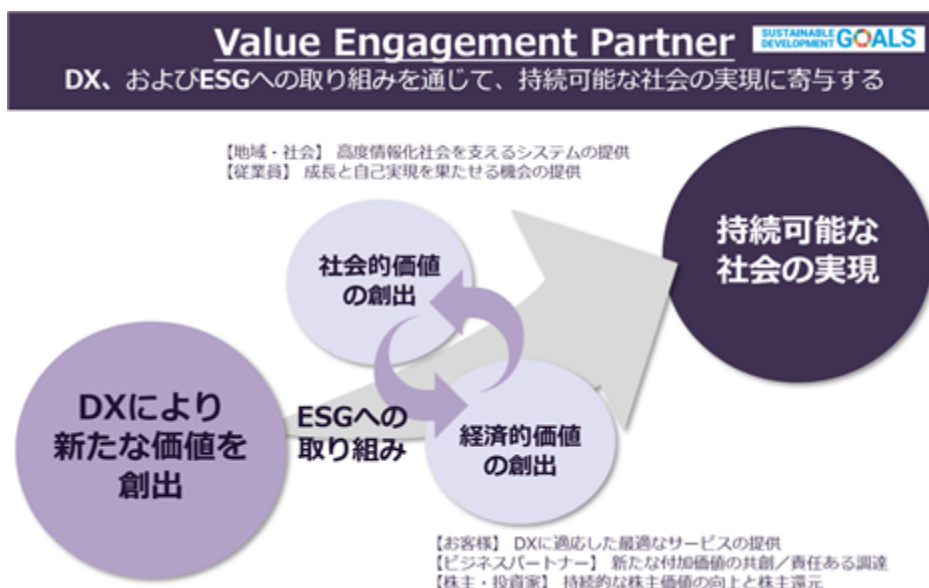 Value Engagement Partner
SUSTAINABLE
DEVELOPMENT GOALS
DX、およびESGへの取り組みを通じて、持続可能な社会の実現に寄与する
【地域・社会】 高度情報化社会を支えるシステムの提供
【従業員】 成長と自己実現を果たせる機会の提供
持続可能な
社会の実現
社会的価値
の創出
DXにより
新たな価値を
創出
ESGへの
取り組み
経済的価値
の創出
【お客様】 DXに適応した最適なサービスの提供
【ビジネスパートナー】 新たな付加価値の共創／責任ある調達
【株主・投資家】 持続的な株主価値の向上と株主還元